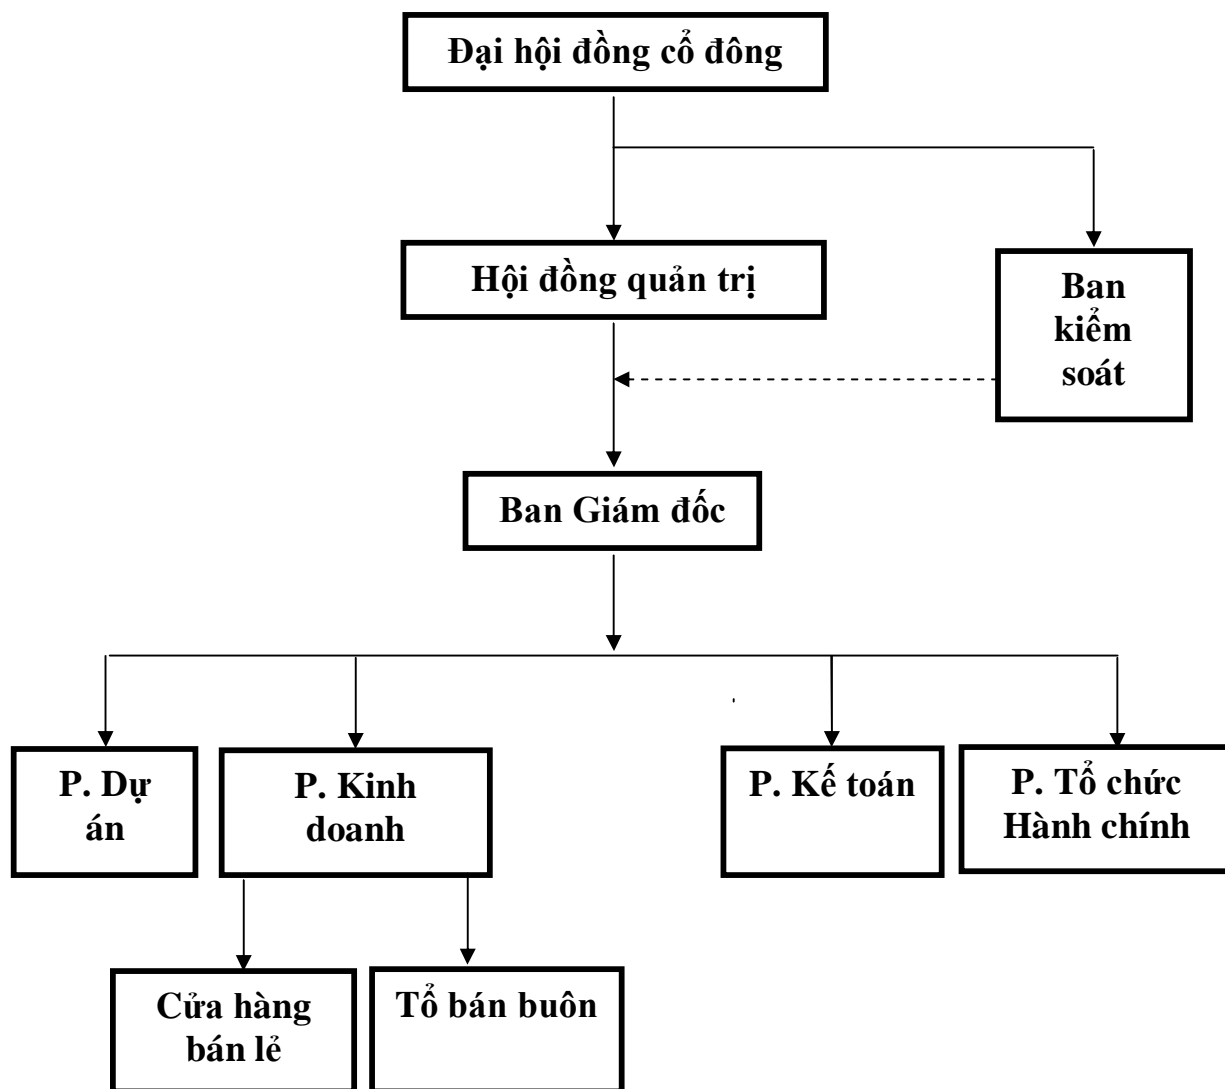 Đại hội đồng cổ đông
Hội đồng quản trị
Ban
kiểm
soát
Ban Giám đốc
P. Dự
án
P. Kinh
doanh
P. Kế toán
P. Tổ chức
Hành chính
Cửa hàng
bán lẻ
Tổ bán buôn